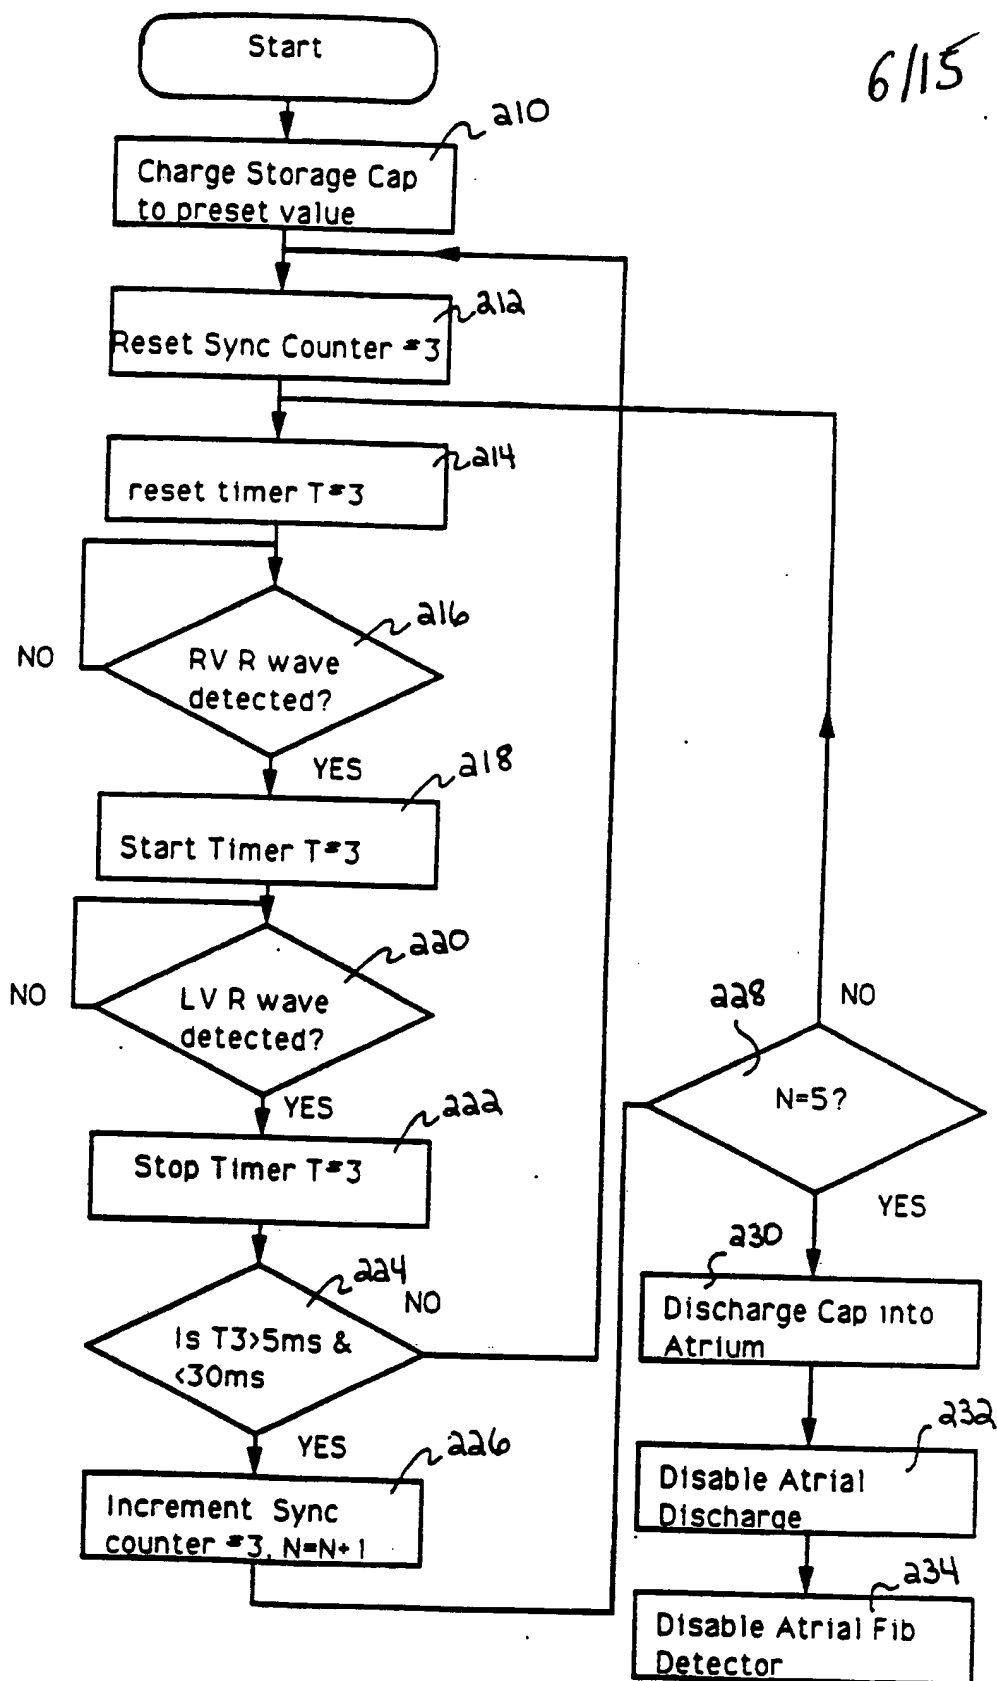 Start
6/15
210
Charge Storage Cap
to preset value
212
Reset Sync Counter #3
214
reset timer T#3
216
NO
RV R wave
detected?
YES
218
Start Timer T#3
220
NO
LV R wave
detected?
YES
222
Stop Timer T#3
224
NO
Is T3>5ms &
<30ms
YES
226
Increment Sync
counter #3, N=N+1
228
NO
N=5?
YES
230
Discharge Cap into
Atrium
232
Disable Atrial
Discharge
234
Disable Atrial Fib
Detector